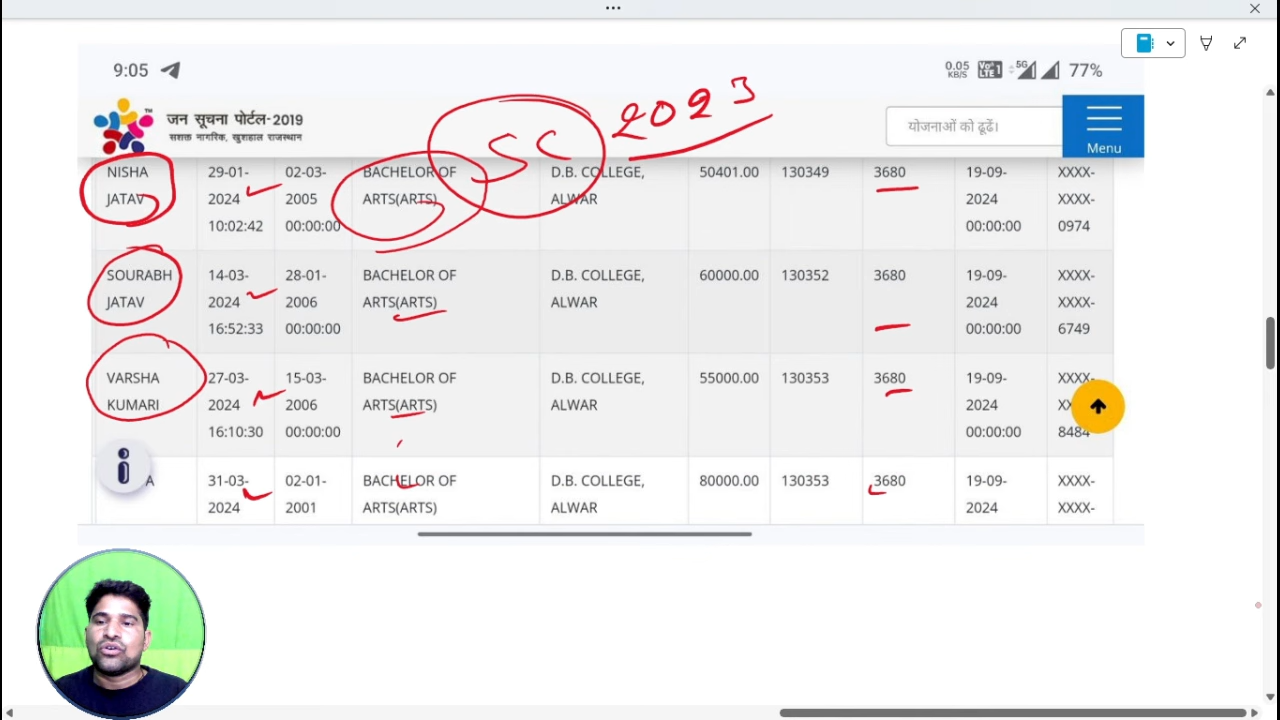 9:05
0.05 KB/S Vo LTE 1 5G 77%
जन सूचना पोर्टल-2019
सशक्त नागरिक, खुशहाल राजस्थान
योजनाओं को ढूढें।
Menu
SC 2023
NISHA 29-01- 02-03- BACHELOR OF D.B. COLLEGE, 50401.00 130349 3680 19-09- XXXX-
JATAV 2024 2005 ARTS(ARTS) ALWAR 2024 XXXX-
10:02:42 00:00:00 00:00:00 0974
SOURABH 14-03- 28-01- BACHELOR OF D.B. COLLEGE, 60000.00 130352 3680 19-09- XXXX-
JATAV 2024 2006 ARTS(ARTS) ALWAR 2024 XXXX-
16:52:33 00:00:00 00:00:00 6749
VARSHA 27-03- 15-03- BACHELOR OF D.B. COLLEGE, 55000.00 130353 3680 19-09- XXXX-
KUMARI 2024 2006 ARTS(ARTS) ALWAR 2024
16:10:30 00:00:00 00:00:00 8484
31-03- 02-01- BACHELOR OF D.B. COLLEGE, 80000.00 130353 3680 19-09- XXXX-
2024 2001 ARTS(ARTS) ALWAR 2024 XXXX-